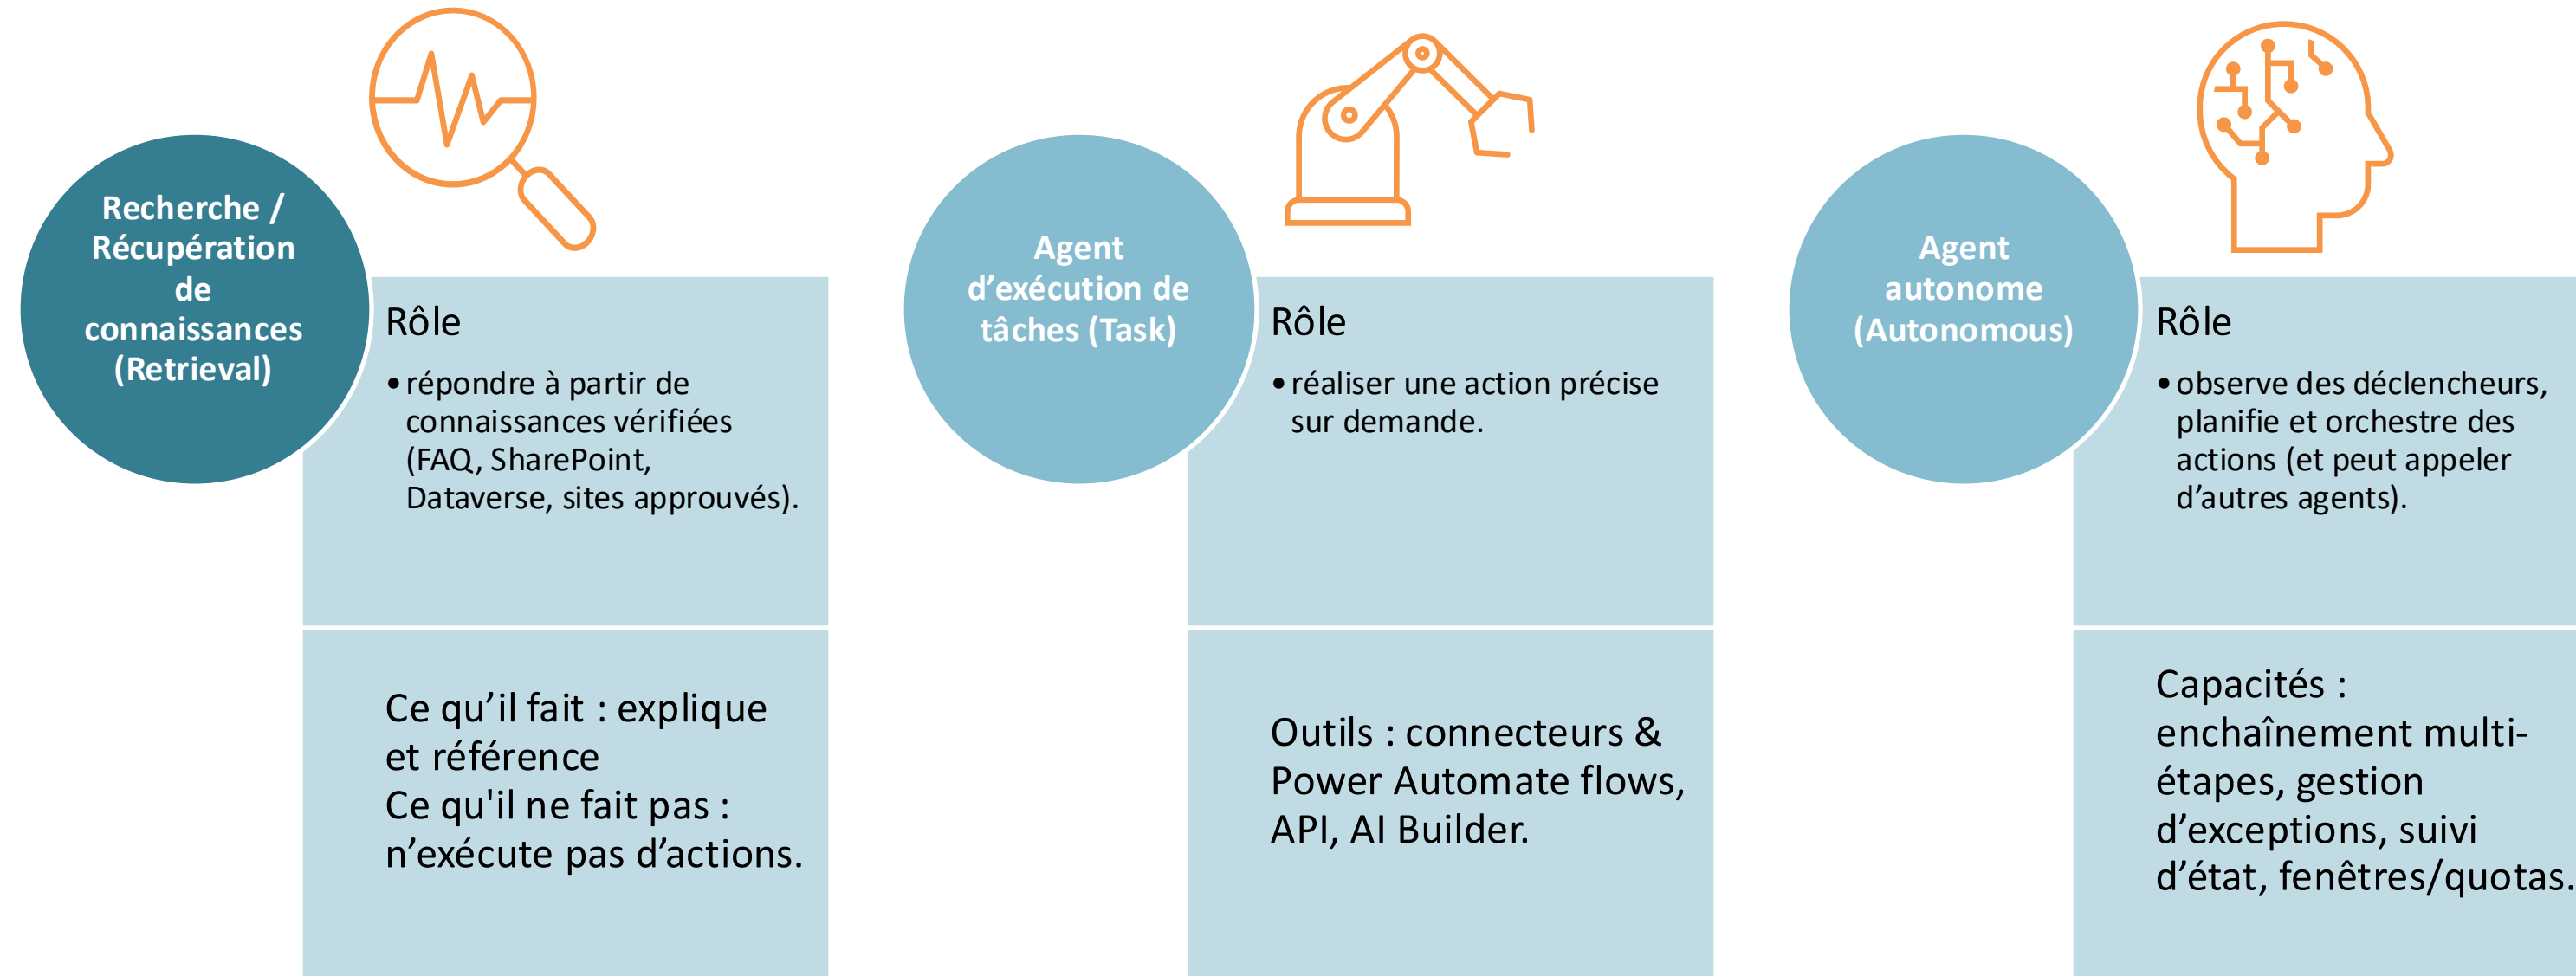 Recherche /
Récupération
de
connaissances
(Retrieval)
Rôle
•répondre à partir de
connaissances vérifiées
(FAQ, SharePoint,
Dataverse, sites approuvés).
Ce qu’il fait : explique
et référence
Ce qu'il ne fait pas :
n’exécute pas d’actions.
Agent
d’exécution de
tâches (Task)
Rôle
•réaliser une action précise
sur demande.
Outils : connecteurs &
Power Automate flows,
API, AI Builder.
Agent
autonome
(Autonomous)
Rôle
•observe des déclencheurs,
planifie et orchestre des
actions (et peut appeler
d’autres agents).
Capacités :
enchaînement multi-
étapes, gestion
d’exceptions, suivi
d’état, fenêtres/quotas.